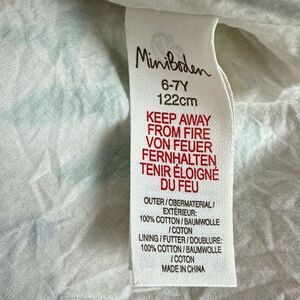 MiniBoden
6-7Y
122cm
KEEP AWAY
FROM FIRE
VON FEUER
FERNHALTEN
TENIR ÉLOIGNÉ
DU FEU
OUTER / OBERMATERIAL /
EXTÉRIEUR:
100% COTTON / BAUMWOLLE
/ COTON
LINING / FUTTER / DOUBLURE:
100% COTTON / BAUMWOLLE
/ COTON
MADE IN CHINA